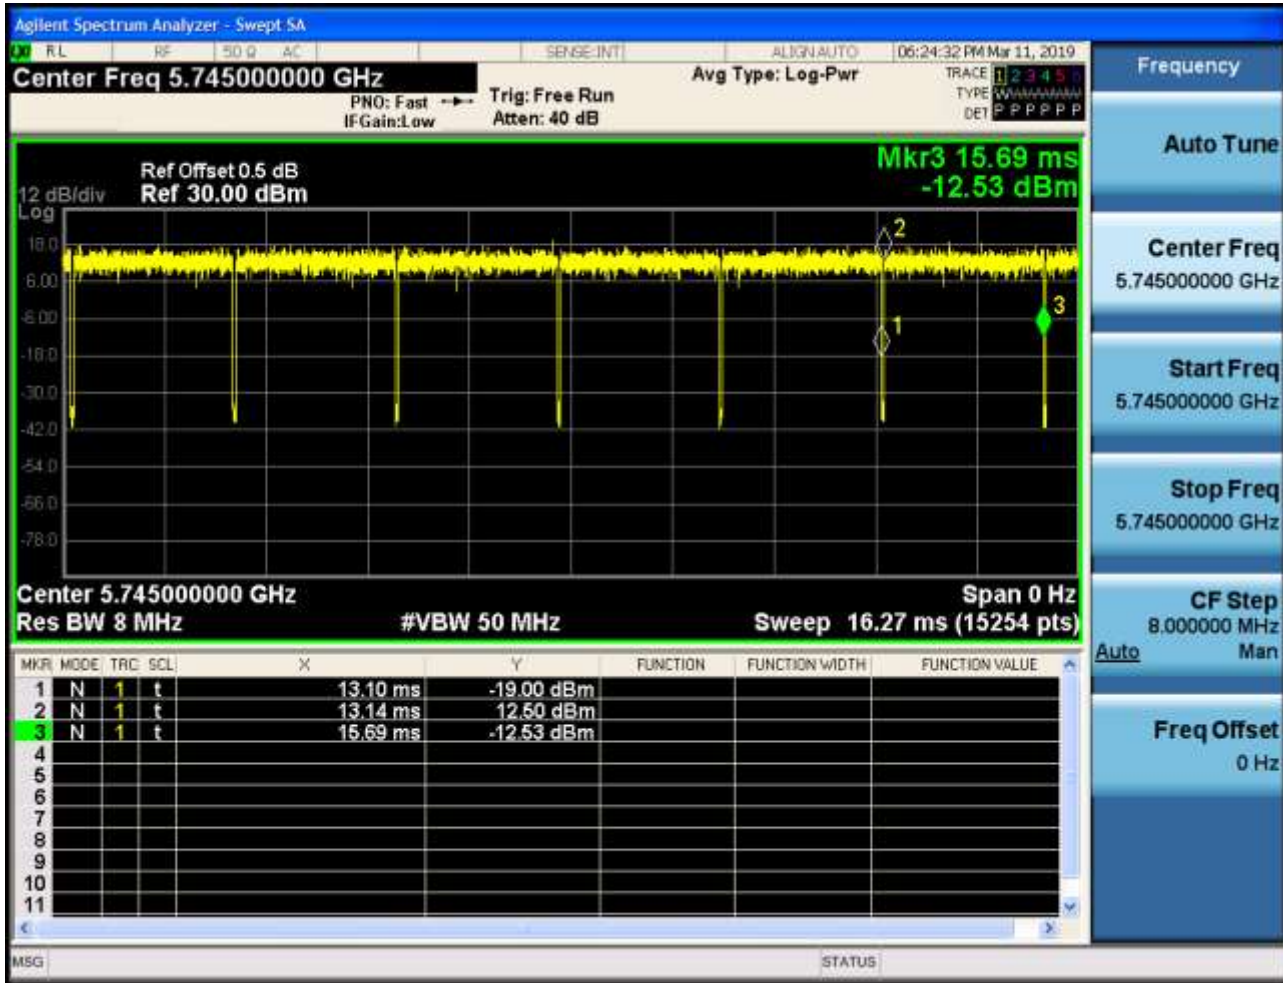 Agilent Spectrum Analyzer - Swept SA
RL RF 50 Ω AC SENSE:INT ALIGNAUTO 06:24:32 PM Mar 11, 2019
Center Freq 5.745000000 GHz
PNO: Fast
IFGain:Low
Trig: Free Run
Atten: 40 dB
Avg Type: Log-Pwr
TRACE 1 2 3 4 5 6
TYPE
DET P P P P P P
Ref Offset 0.5 dB
12 dB/div Ref 30.00 dBm
Log
Mkr3 15.69 ms
-12.53 dBm
18.0
6.00
-6.00
-18.0
-30.0
-42.0
-54.0
-66.0
-78.0
2
1
3
Center 5.745000000 GHz Span 0 Hz
Res BW 8 MHz #VBW 50 MHz Sweep 16.27 ms (15254 pts)
MKR MODE TRC SCL X Y FUNCTION FUNCTION WIDTH FUNCTION VALUE
1 N 1 t 13.10 ms -19.00 dBm
2 N 1 t 13.14 ms 12.50 dBm
3 N 1 t 15.69 ms -12.53 dBm
4
5
6
7
8
9
10
11
MSG STATUS
Frequency
Auto Tune
Center Freq
5.745000000 GHz
Start Freq
5.745000000 GHz
Stop Freq
5.745000000 GHz
CF Step
8.000000 MHz
Auto Man
Freq Offset
0 Hz